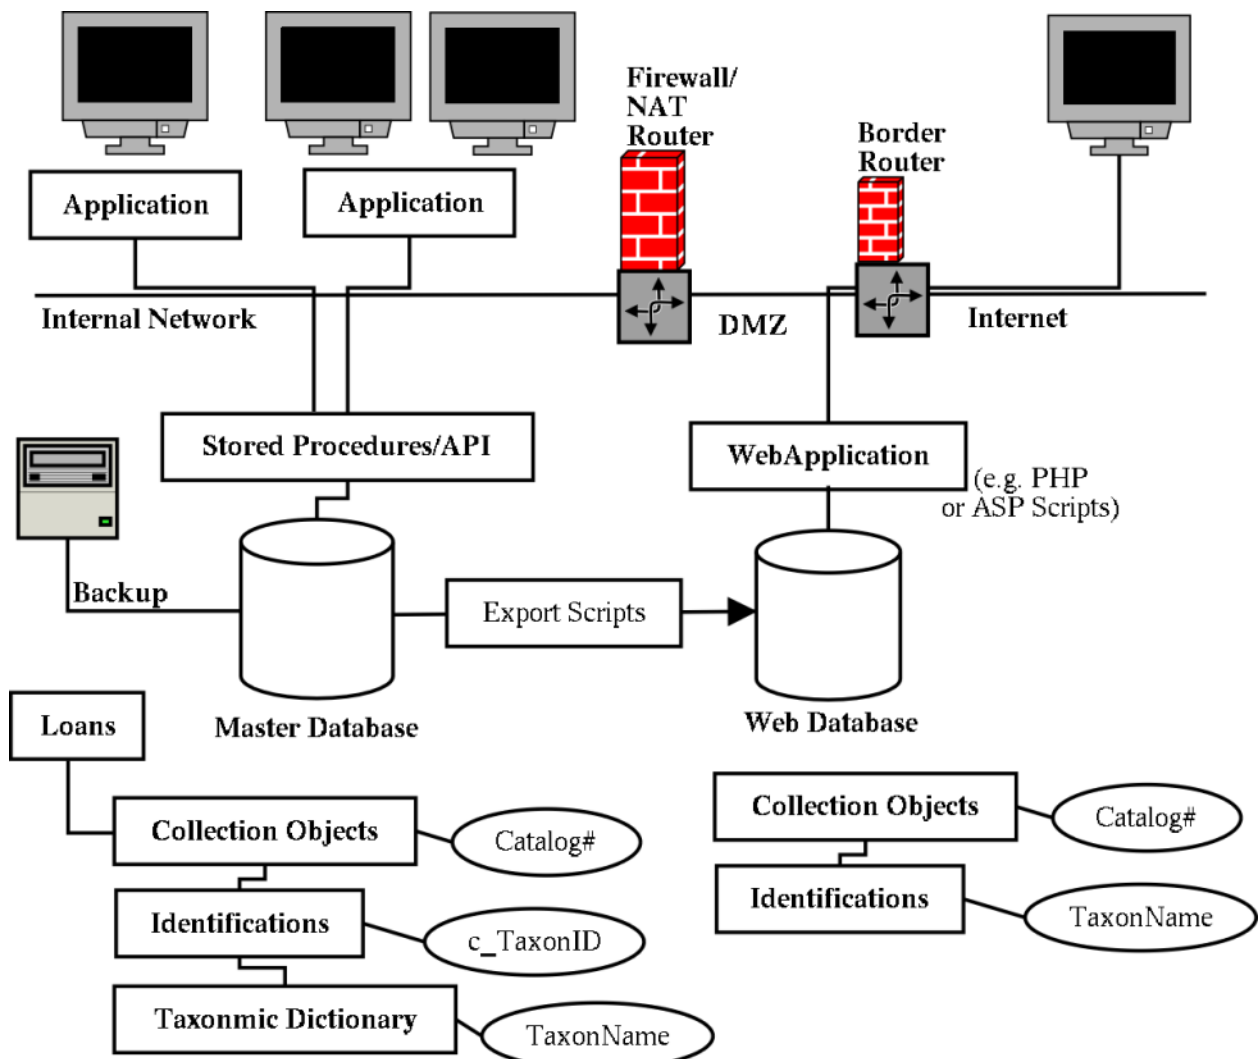 Firewall/
NAT
Router
Border
Router
Application
Application
Internal Network
DMZ
Internet
Stored Procedures/API
WebApplication
(e.g. PHP
or ASP Scripts)
Backup
Export Scripts
Master Database
Web Database
Loans
Collection Objects
Catalog#
Identifications
c_TaxonID
Taxonmic Dictionary
TaxonName
Collection Objects
Catalog#
Identifications
TaxonName